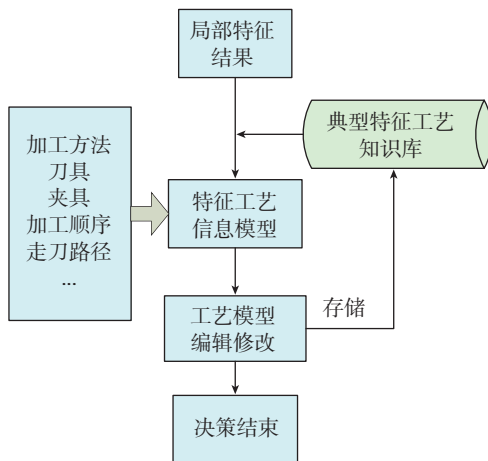 局部特征
结果
典型特征工艺
知识库
加工方法
刀具
夹具
加工顺序
走刀路径
...
特征工艺
信息模型
工艺模型
编辑修改
存储
决策结束